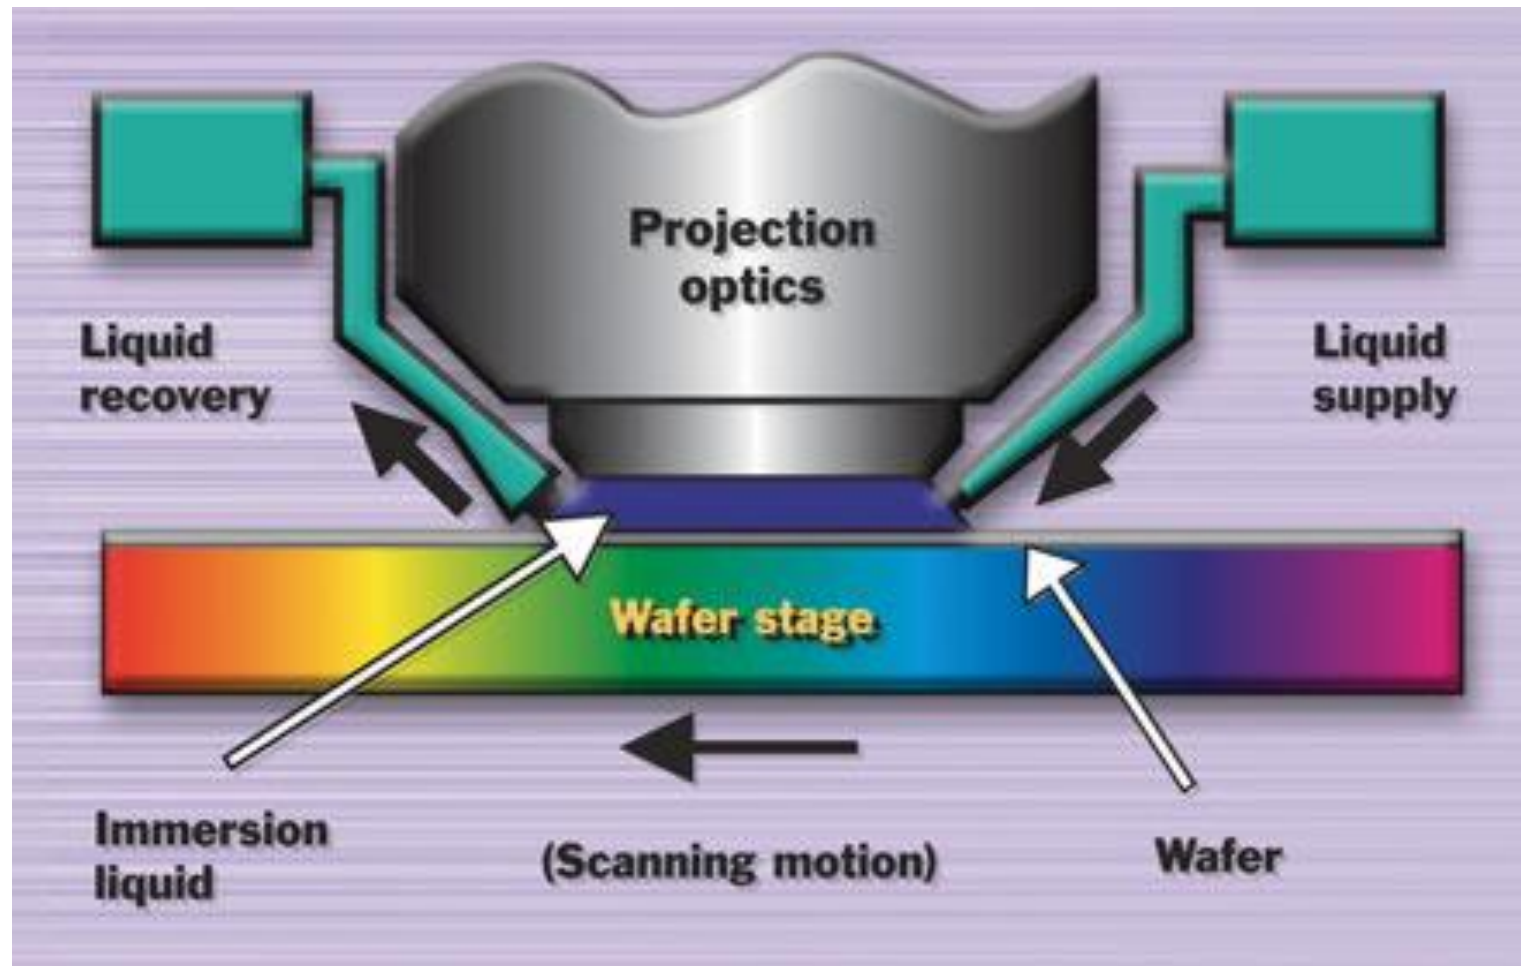 Projection
optics
Liquid
recovery
Liquid
supply
Wafer stage
Immersion
liquid
(Scanning motion)
Wafer